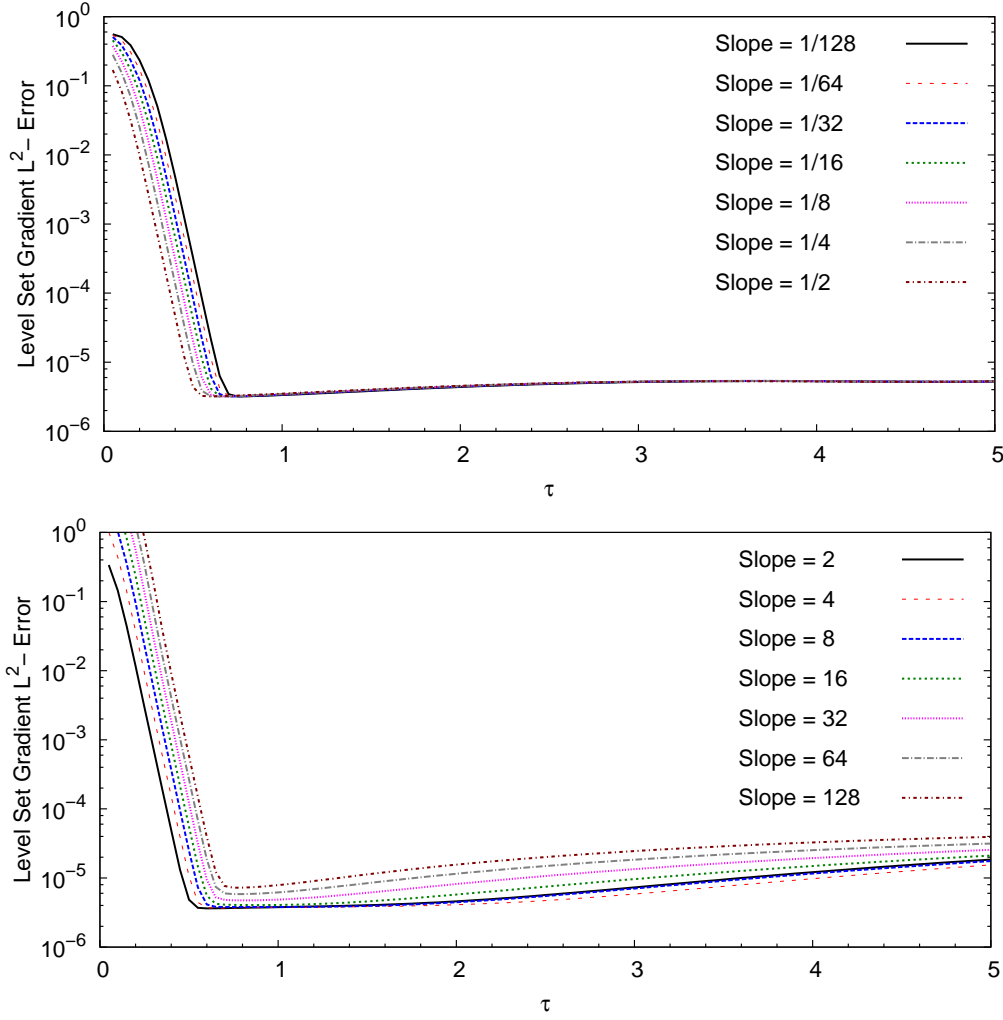 10^0
10^-1
10^-2
10^-3
10^-4
10^-5
10^-6
Level Set Gradient L^2 – Error
Slope = 1/128
Slope = 1/64
Slope = 1/32
Slope = 1/16
Slope = 1/8
Slope = 1/4
Slope = 1/2
0 1 2 3 4 5
τ
10^0
10^-1
10^-2
10^-3
10^-4
10^-5
10^-6
Level Set Gradient L^2 – Error
Slope = 2
Slope = 4
Slope = 8
Slope = 16
Slope = 32
Slope = 64
Slope = 128
0 1 2 3 4 5
τ